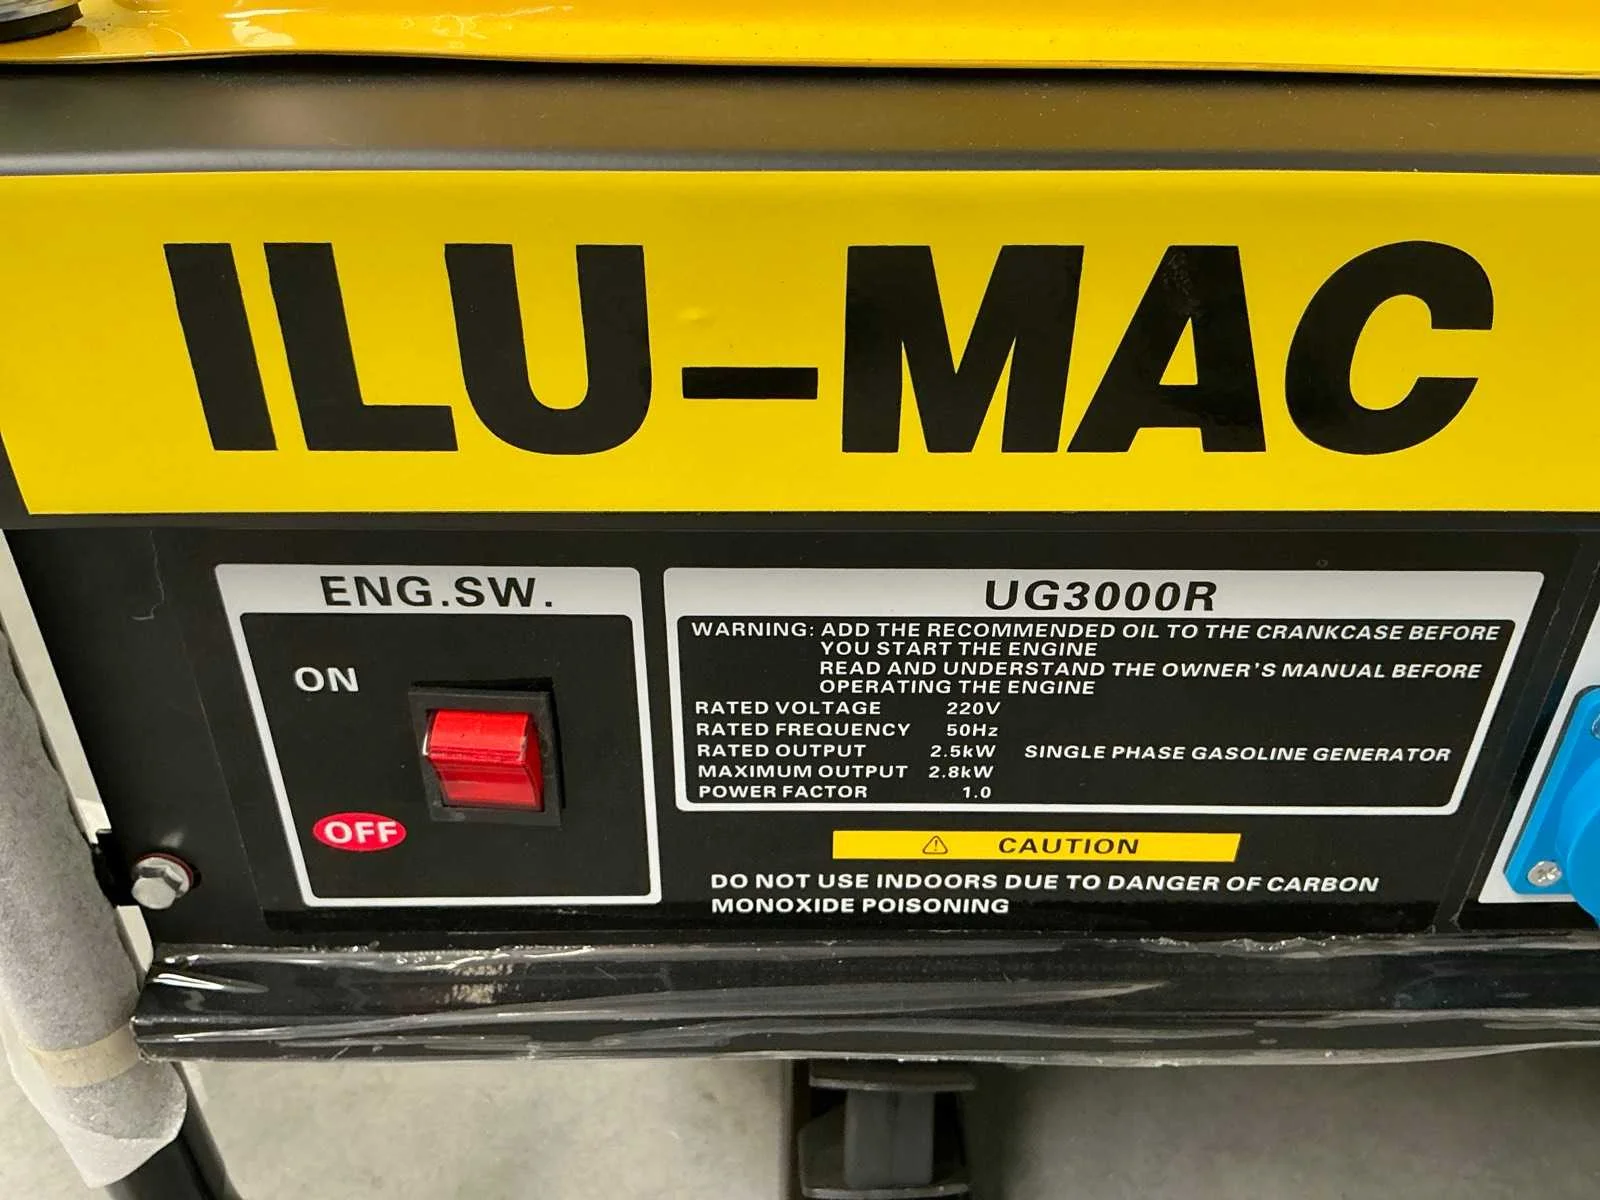 ILU-MAC
ENG.SW.
ON
OFF
UG3000R
WARNING: ADD THE RECOMMENDED OIL TO THE CRANKCASE BEFORE
YOU START THE ENGINE
READ AND UNDERSTAND THE OWNER'S MANUAL BEFORE
OPERATING THE ENGINE
RATED VOLTAGE 220V
RATED FREQUENCY 50Hz
RATED OUTPUT 2.5kW SINGLE PHASE GASOLINE GENERATOR
MAXIMUM OUTPUT 2.8kW
POWER FACTOR 1.0
⚠ CAUTION
DO NOT USE INDOORS DUE TO DANGER OF CARBON
MONOXIDE POISONING